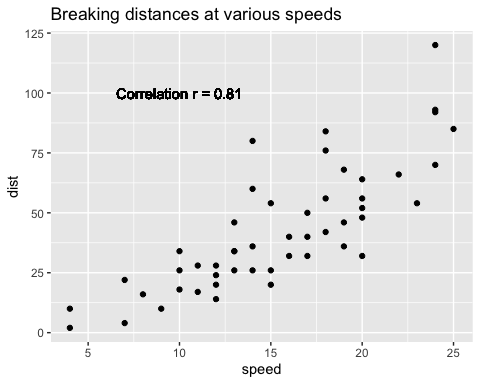 Breaking distances at various speeds
125
100
75
50
25
0
dist
Correlation r = 0.81
5 10 15 20 25
speed